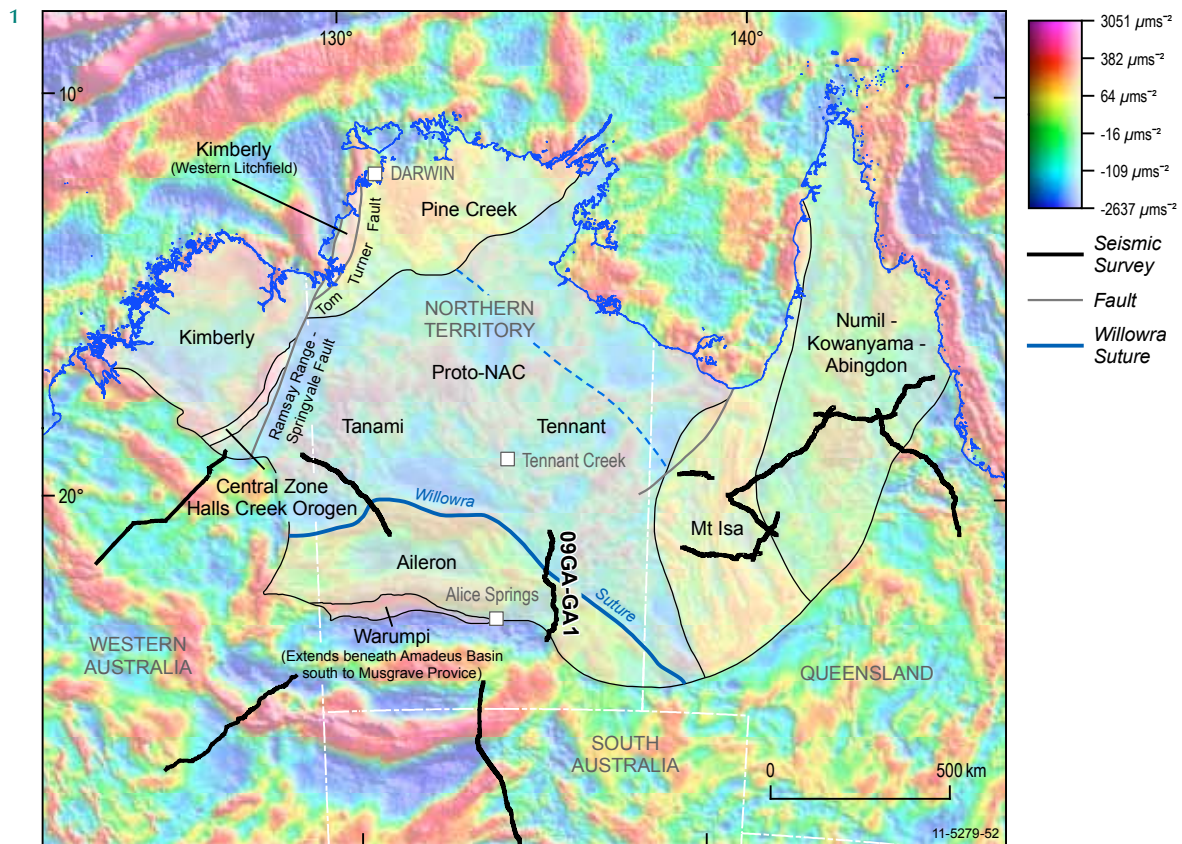 1
130°
140°
10°
20°
Kimberly
(Western Litchfield)
DARWIN
Pine Creek
Tom Turner Fault
NORTHERN
TERRITORY
Kimberly
Proto-NAC
Ramsay Range -
Springvale Fault
Tanami
Tennant
Tennant Creek
Numil -
Kowanyama -
Abingdon
Central Zone
Halls Creek Orogen
Willowra
Suture
Mt Isa
Aileron
09GA-GA1
Alice Springs
Warumpi
(Extends beneath Amadeus Basin
south to Musgrave Provice)
WESTERN
AUSTRALIA
QUEENSLAND
SOUTH
AUSTRALIA
0
500 km
11-5279-52
3051 µms⁻²
382 µms⁻²
64 µms⁻²
-16 µms⁻²
-109 µms⁻²
-2637 µms⁻²
Seismic
Survey
Fault
Willowra
Suture